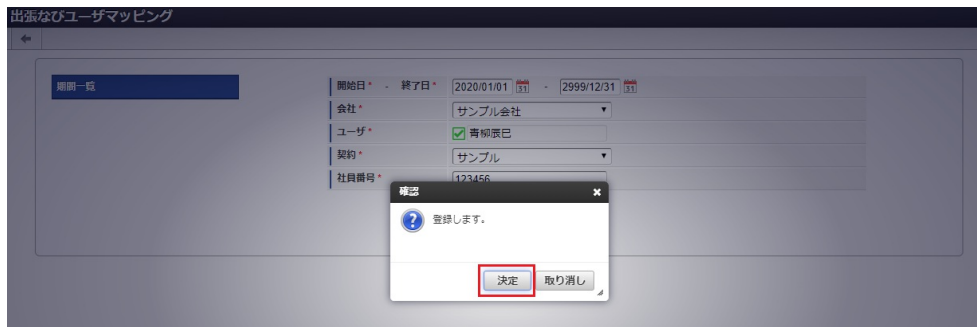 出張なびユーザマッピング
期間一覧
開始日* - 終了日* 2020/01/01 31 - 2999/12/31 31
会社* サンプル会社
ユーザ* 青柳辰巳
契約* サンプル
社員番号* 123456
確認
登録します。
決定 取り消し